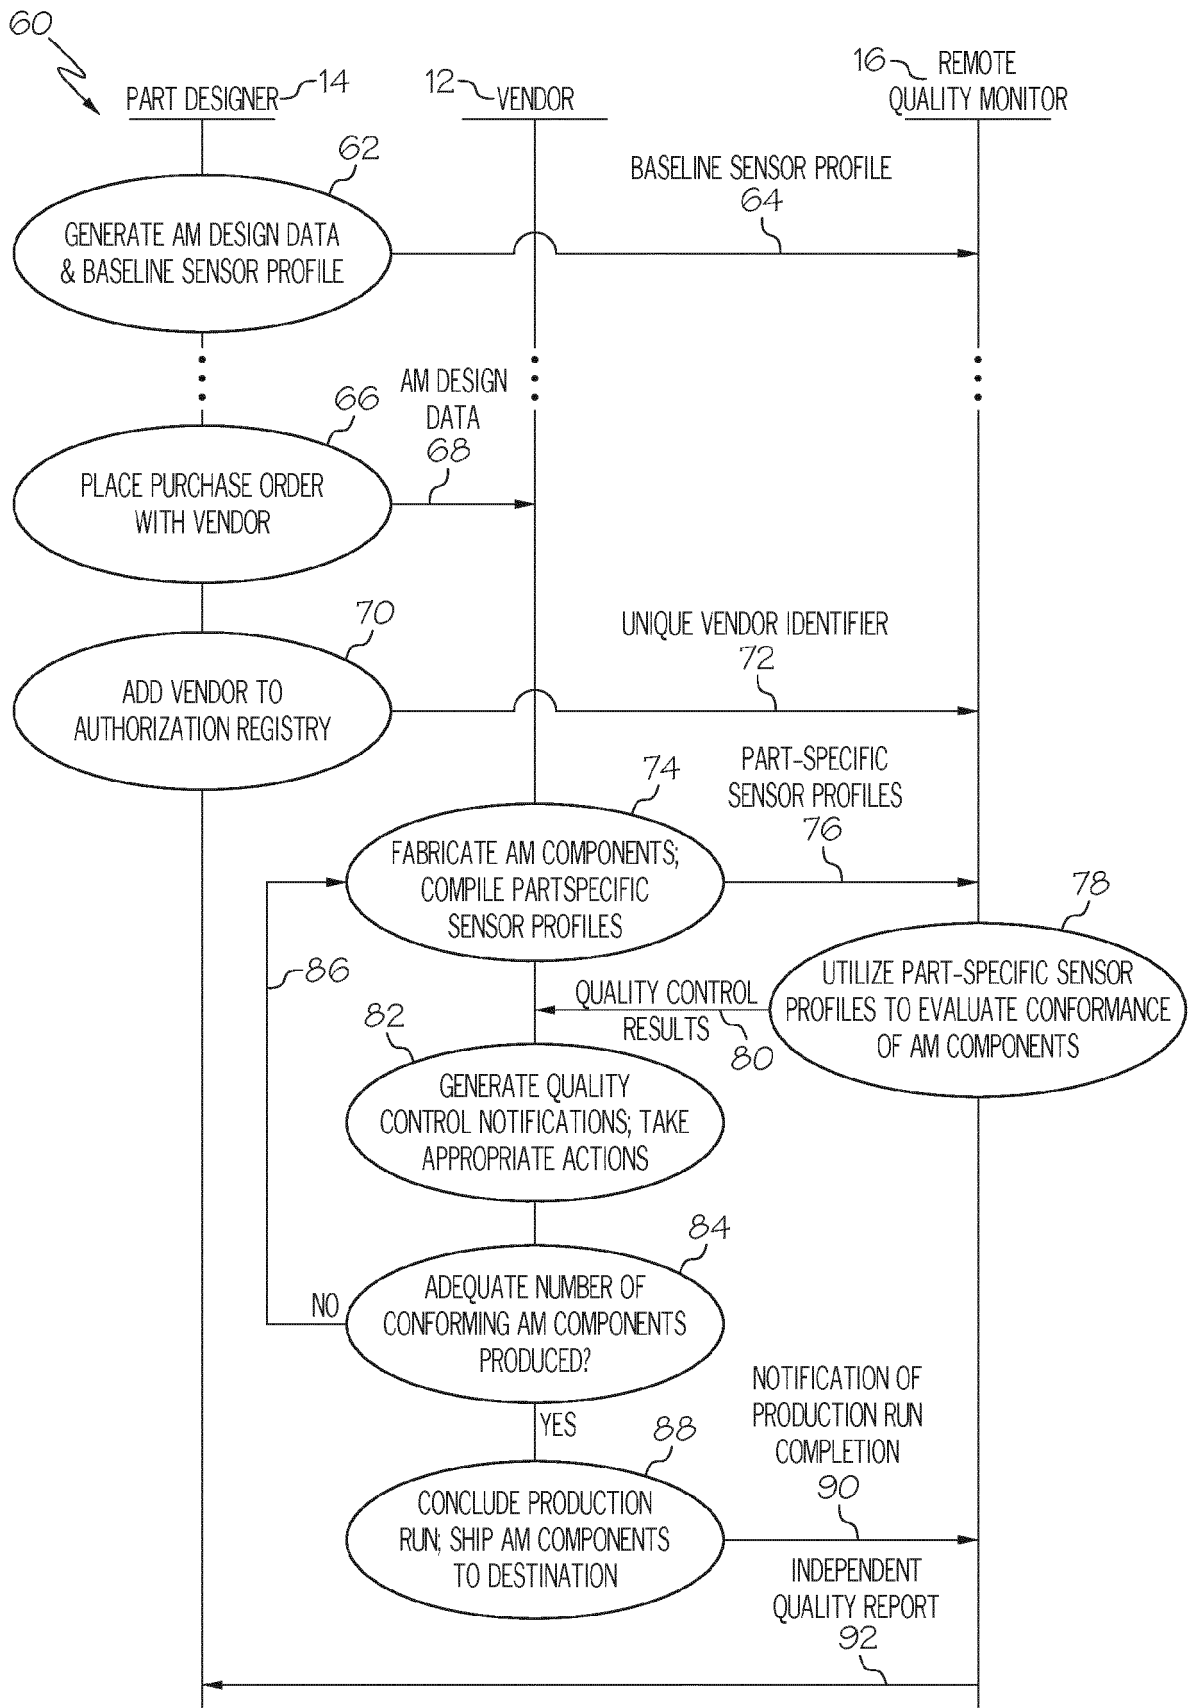 60
PART DESIGNER 14
12 VENDOR
16 REMOTE
QUALITY MONITOR
62
GENERATE AM DESIGN DATA
& BASELINE SENSOR PROFILE
BASELINE SENSOR PROFILE
64
66
PLACE PURCHASE ORDER
WITH VENDOR
AM DESIGN
DATA
68
70
ADD VENDOR TO
AUTHORIZATION REGISTRY
UNIQUE VENDOR IDENTIFIER
72
74
FABRICATE AM COMPONENTS;
COMPILE PARTSPECIFIC
SENSOR PROFILES
PART-SPECIFIC
SENSOR PROFILES
76
78
UTILIZE PART-SPECIFIC SENSOR
PROFILES TO EVALUATE CONFORMANCE
OF AM COMPONENTS
86
QUALITY CONTROL
RESULTS
80
82
GENERATE QUALITY
CONTROL NOTIFICATIONS; TAKE
APPROPRIATE ACTIONS
84
ADEQUATE NUMBER OF
CONFORMING AM COMPONENTS
PRODUCED?
NO
YES
88
CONCLUDE PRODUCTION
RUN; SHIP AM COMPONENTS
TO DESTINATION
NOTIFICATION OF
PRODUCTION RUN
COMPLETION
90
INDEPENDENT
QUALITY REPORT
92